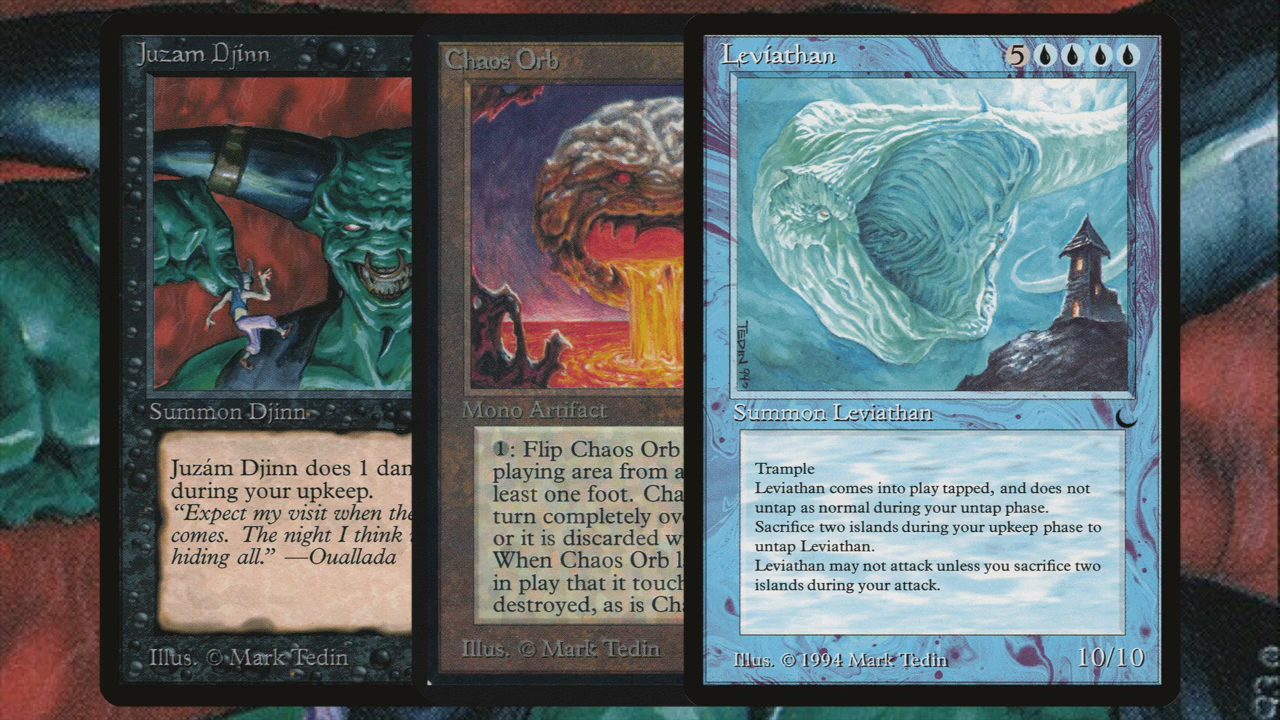 Juzam Djinn
Summon Djinn
Juzám Djinn does 1 dam
during your upkeep.
"Expect my visit when the
comes. The night I think
hiding all." —Ouallada
Illus. © Mark Tedin
Chaos Orb
Mono Artifact
1: Flip Chaos Orb
playing area from a
least one foot. Cha
turn completely ov
or it is discarded w
When Chaos Orb l
in play that it touch
destroyed, as is Cha
Illus. © Mark Tedin
Leviathan 5
TEDIN 94
Summon Leviathan
Trample
Leviathan comes into play tapped, and does not
untap as normal during your untap phase.
Sacrifice two islands during your upkeep phase to
untap Leviathan.
Leviathan may not attack unless you sacrifice two
islands during your attack.
Illus. © 1994 Mark Tedin 10/10